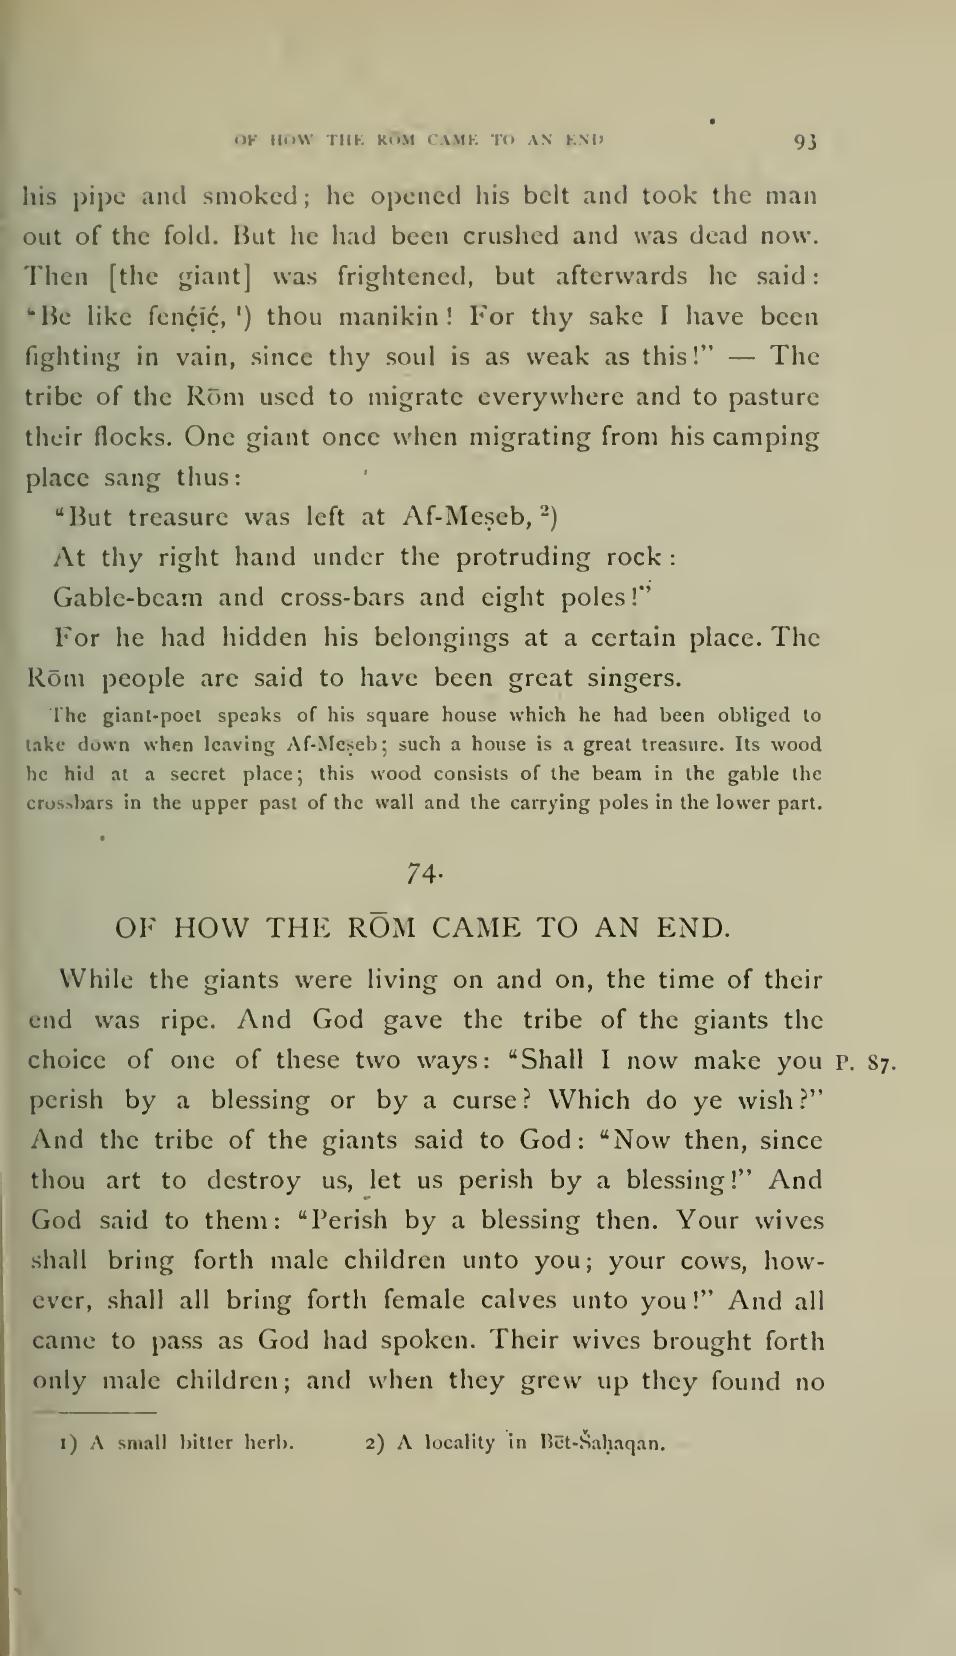 OF HOW THE RŌM CAME TO AN END 93
his pipe and smoked; he opened his belt and took the man
out of the fold. But he had been crushed and was dead now.
Then [the giant] was frightened, but afterwards he said:
“Be like fenc̣īc̣, ¹) thou manikin! For thy sake I have been
fighting in vain, since thy soul is as weak as this!” — The
tribe of the Rōm used to migrate everywhere and to pasture
their flocks. One giant once when migrating from his camping
place sang thus:
“But treasure was left at Af-Meṣeb, ²)
At thy right hand under the protruding rock:
Gable-beam and cross-bars and eight poles!”
For he had hidden his belongings at a certain place. The
Rōm people are said to have been great singers.
The giant-poet speaks of his square house which he had been obliged to
take down when leaving Af-Meṣeb; such a house is a great treasure. Its wood
he hid at a secret place; this wood consists of the beam in the gable the
crossbars in the upper past of the wall and the carrying poles in the lower part.
74.
OF HOW THE RŌM CAME TO AN END.
While the giants were living on and on, the time of their
end was ripe. And God gave the tribe of the giants the
choice of one of these two ways: “Shall I now make you P. 87.
perish by a blessing or by a curse? Which do ye wish?”
And the tribe of the giants said to God: “Now then, since
thou art to destroy us, let us perish by a blessing!” And
God said to them: “Perish by a blessing then. Your wives
shall bring forth male children unto you; your cows, how-
ever, shall all bring forth female calves unto you!” And all
came to pass as God had spoken. Their wives brought forth
only male children; and when they grew up they found no
1) A small bitter herb. 2) A locality in Bēt-Šaḥaqan.